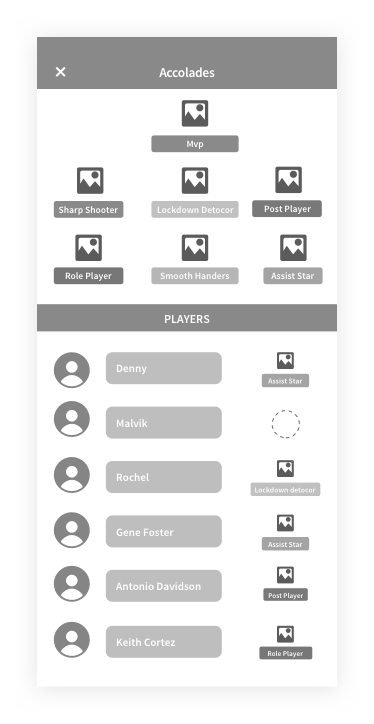 Accolades
Mvp
Sharp Shooter
Lockdown Detocor
Post Player
Role Player
Smooth Handers
Assist Star
PLAYERS
Denny
Assist Star
Malvik
Rochel
Lockdown detocor
Gene Foster
Assist Star
Antonio Davidson
Post Player
Keith Cortez
Role Player